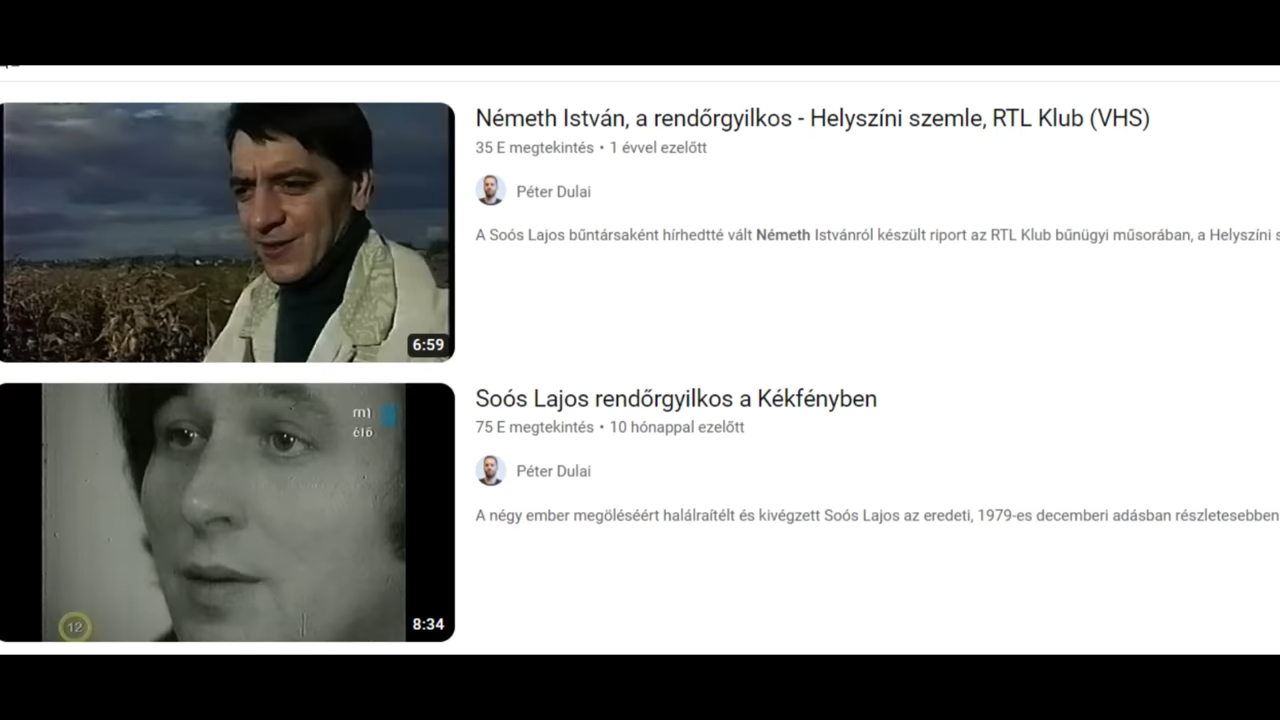 Németh István, a rendőrgyilkos - Helyszíni szemle, RTL Klub (VHS)
35 E megtekintés • 1 évvel ezelőtt
Péter Dulai
A Soós Lajos bűntársaként hírhedtté vált Németh Istvánról készült riport az RTL Klub bűnügyi műsorában, a Helyszíni
6:59
Soós Lajos rendőrgyilkos a Kékfényben
75 E megtekintés • 10 hónappal ezelőtt
Péter Dulai
A négy ember megöléséért halálraítélt és kivégzett Soós Lajos az eredeti, 1979-es decemberi adásban részletesebben
m1
élő
12
8:34